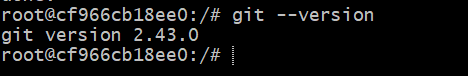 root@cf966cb18ee0:/# git --version
git version 2.43.0
root@cf966cb18ee0:/#